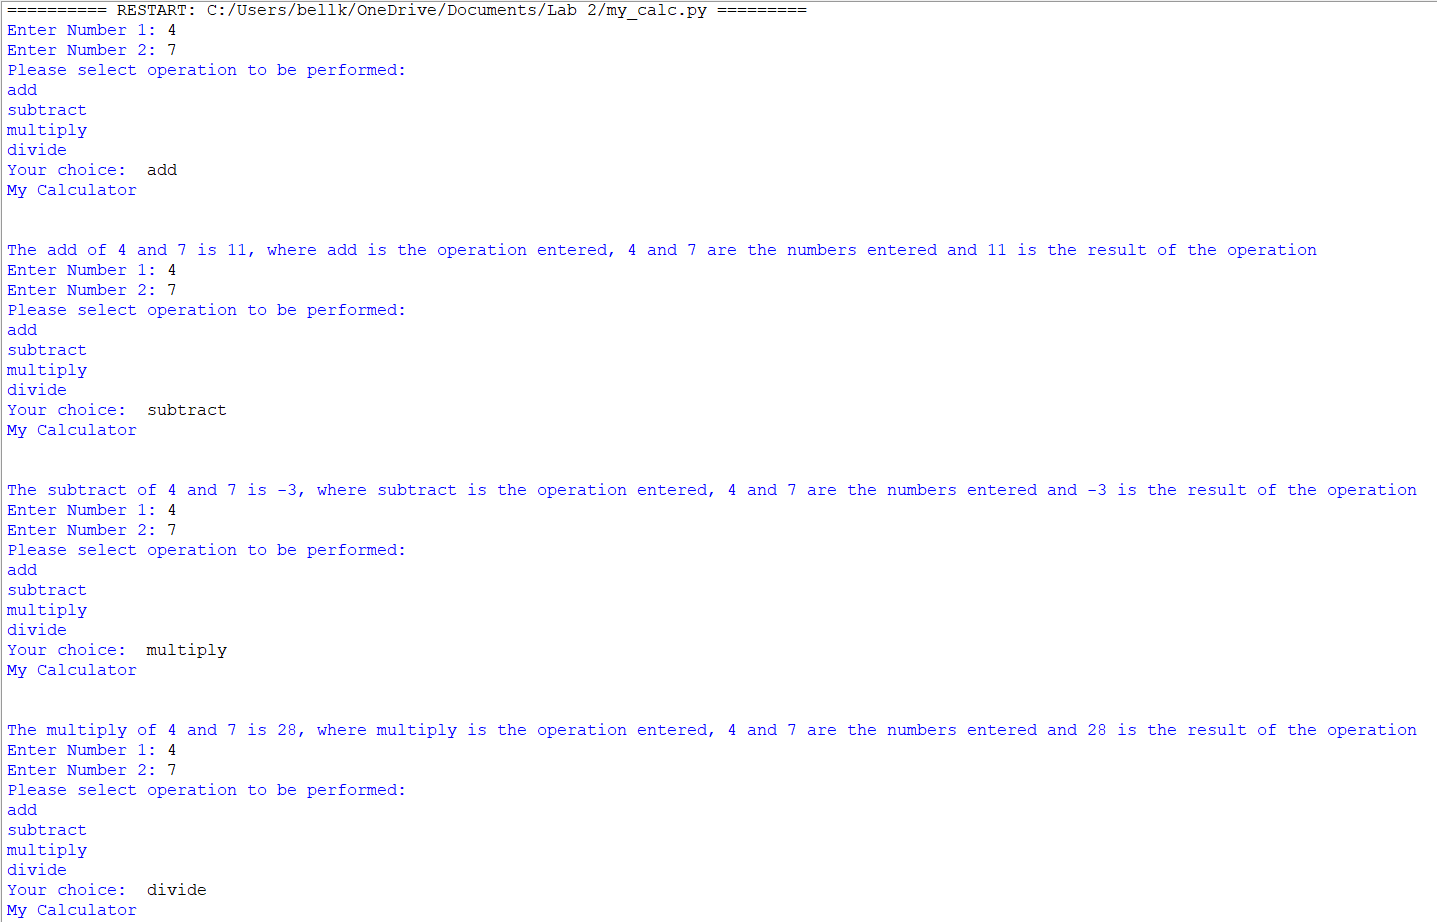 ========== RESTART: C:/Users/bellk/OneDrive/Documents/Lab 2/my_calc.py =========
Enter Number 1: 4
Enter Number 2: 7
Please select operation to be performed:
add
subtract
multiply
divide
Your choice:  add
My Calculator
The add of 4 and 7 is 11, where add is the operation entered, 4 and 7 are the numbers entered and 11 is the result of the operation
Enter Number 1: 4
Enter Number 2: 7
Please select operation to be performed:
add
subtract
multiply
divide
Your choice:  subtract
My Calculator
The subtract of 4 and 7 is -3, where subtract is the operation entered, 4 and 7 are the numbers entered and -3 is the result of the operation
Enter Number 1: 4
Enter Number 2: 7
Please select operation to be performed:
add
subtract
multiply
divide
Your choice:  multiply
My Calculator
The multiply of 4 and 7 is 28, where multiply is the operation entered, 4 and 7 are the numbers entered and 28 is the result of the operation
Enter Number 1: 4
Enter Number 2: 7
Please select operation to be performed:
add
subtract
multiply
divide
Your choice:  divide
My Calculator